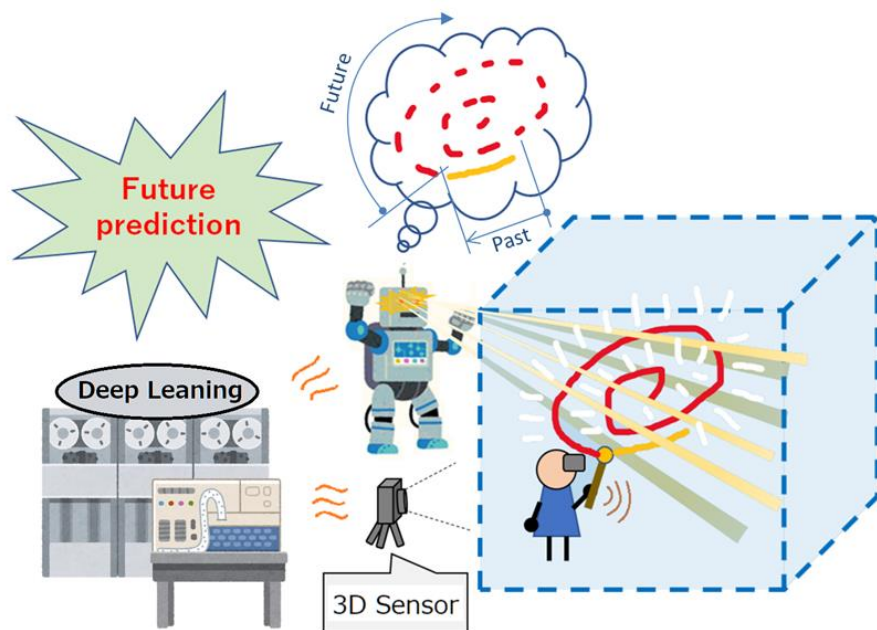 Future
Past
Future
prediction
Deep Leaning
3D Sensor